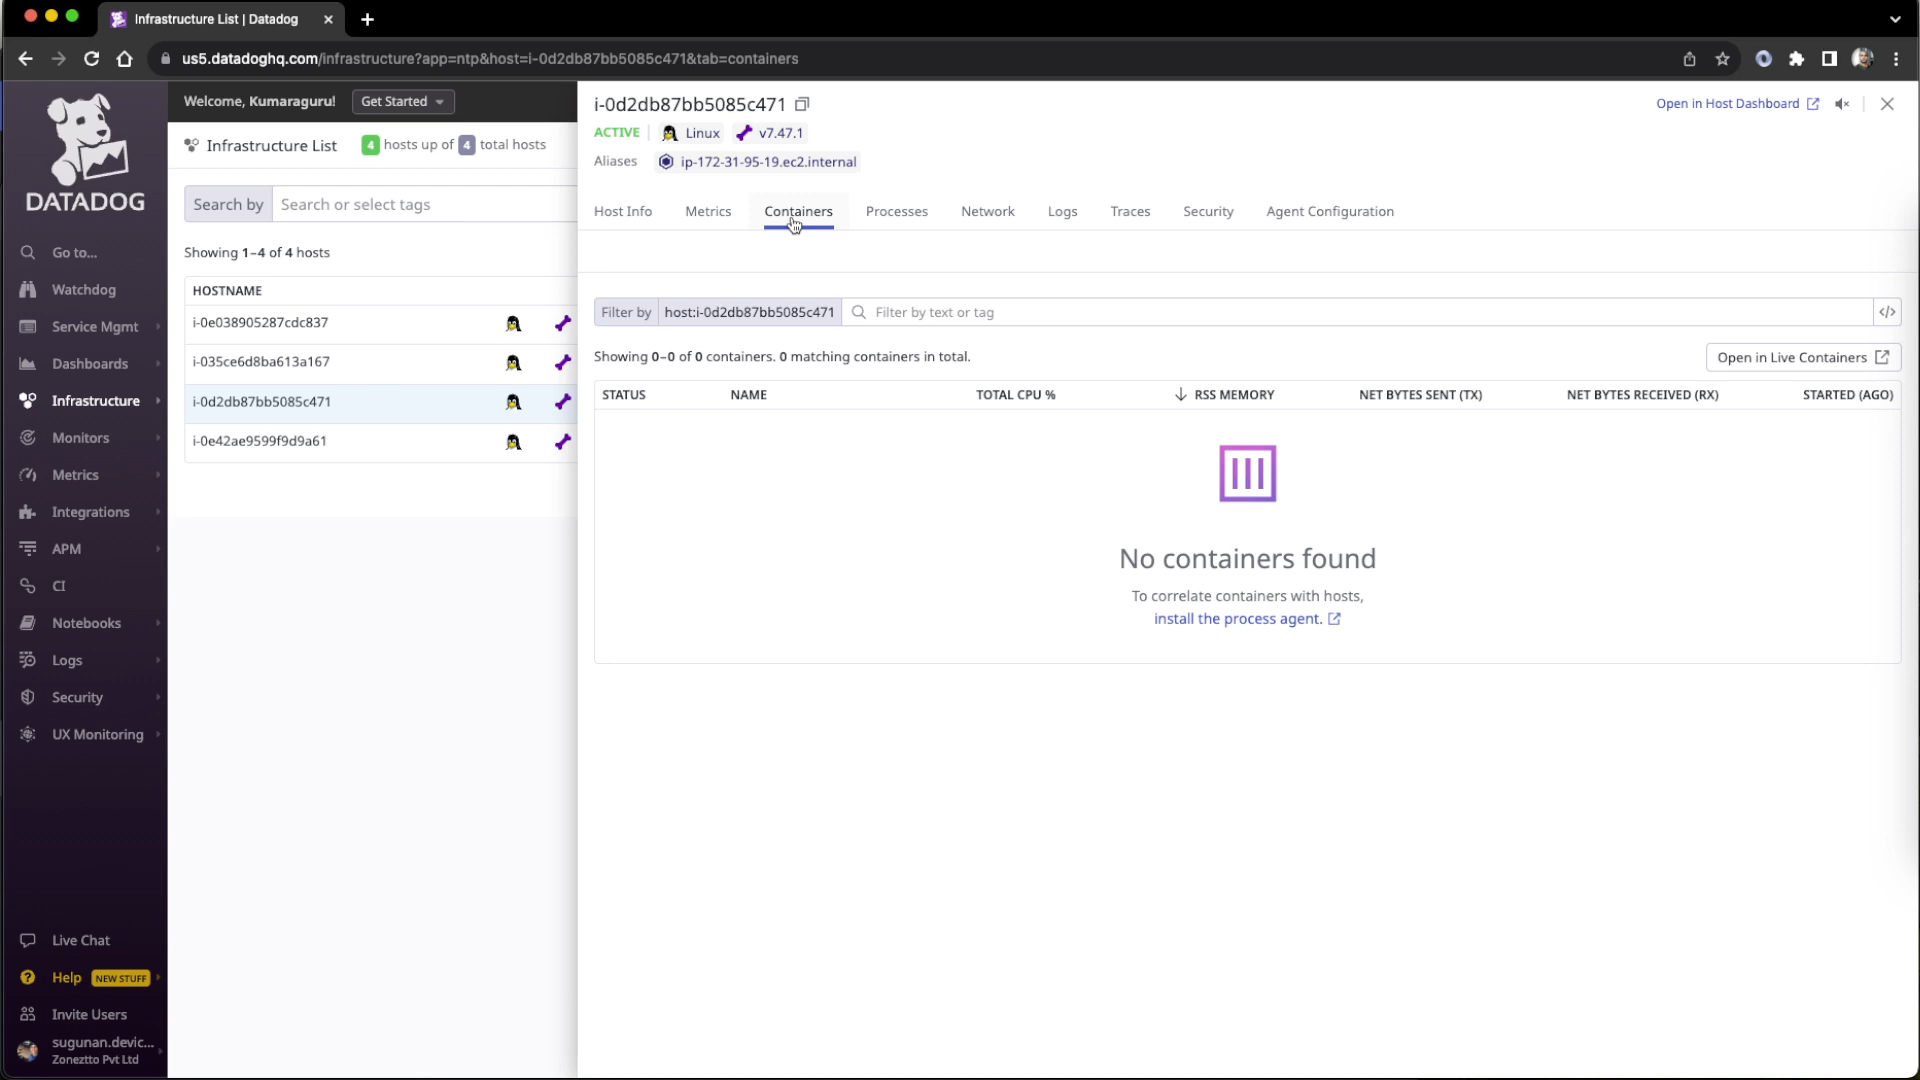 Infrastructure List | Datadog
us5.datadoghq.com/infrastructure?app=ntp&host=i-0d2db87bb5085c471&tab=containers
DATADOG
Go to...
Watchdog
Service Mgmt
Dashboards
Infrastructure
Monitors
Metrics
Integrations
APM
CI
Notebooks
Logs
Security
UX Monitoring
Live Chat
Help NEW STUFF
Invite Users
sugunan.devic...
Zoneztto Pvt Ltd
Welcome, Kumaraguru! Get Started
Infrastructure List 4 hosts up of 4 total hosts
Search by Search or select tags
Showing 1–4 of 4 hosts
HOSTNAME
i-0e038905287cdc837
i-035ce6d8ba613a167
i-0d2db87bb5085c471
i-0e42ae9599f9d9a61
i-0d2db87bb5085c471 Open in Host Dashboard
ACTIVE Linux v7.47.1
Aliases ip-172-31-95-19.ec2.internal
Host Info Metrics Containers Processes Network Logs Traces Security Agent Configuration
Filter by host:i-0d2db87bb5085c471 Filter by text or tag </>
Showing 0–0 of 0 containers. 0 matching containers in total. Open in Live Containers
STATUS NAME TOTAL CPU % RSS MEMORY NET BYTES SENT (TX) NET BYTES RECEIVED (RX) STARTED (AGO)
No containers found
To correlate containers with hosts,
install the process agent.